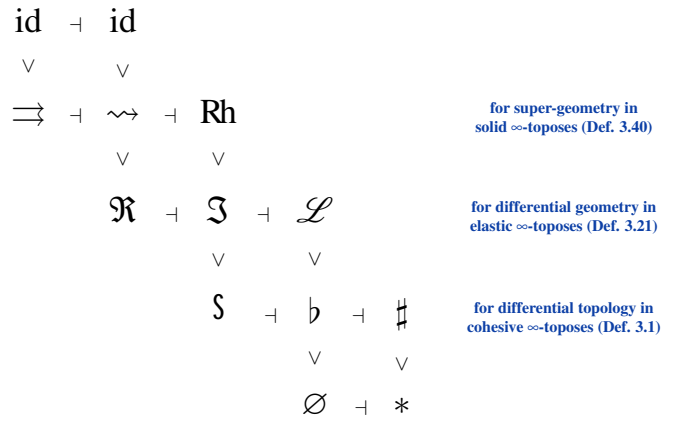 id ⊣ id
∨ ∨
⇉ ⊣ ⇝ ⊣ Rh
for super-geometry in
solid ∞-toposes (Def. 3.40)
∨ ∨
ℜ ⊣ ℑ ⊣ ℒ
for differential geometry in
elastic ∞-toposes (Def. 3.21)
∨ ∨
S ⊣ ♭ ⊣ ♯
for differential topology in
cohesive ∞-toposes (Def. 3.1)
∨ ∨
∅ ⊣ *